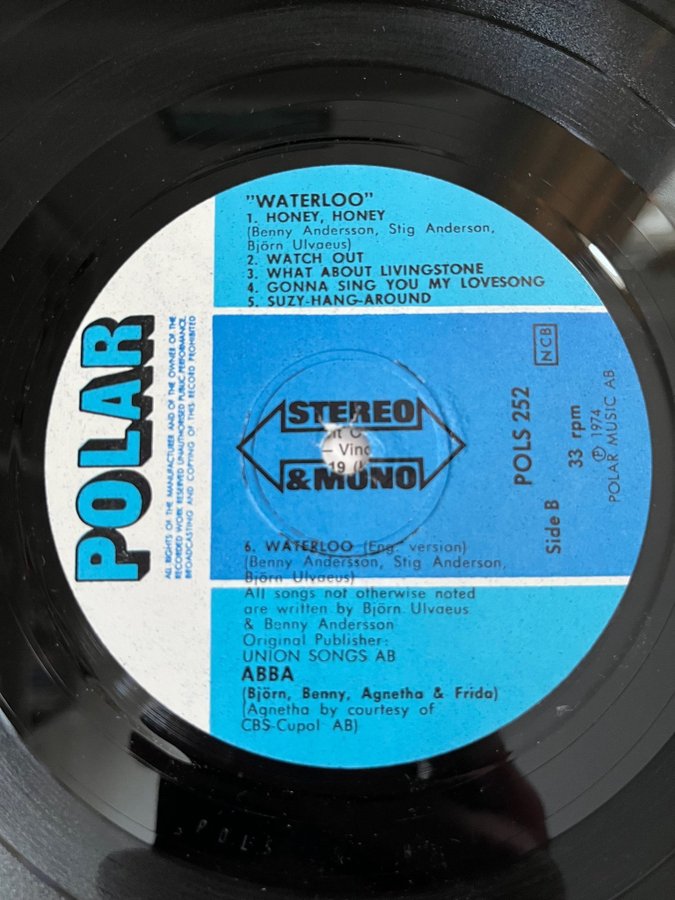 "WATERLOO"
1. HONEY, HONEY
(Benny Andersson, Stig Anderson,
Björn Ulvaeus)
2. WATCH OUT
3. WHAT ABOUT LIVINGSTONE
4. GONNA SING YOU MY LOVESONG
5. SUZY-HANG-AROUND
POLAR
ALL RIGHTS OF THE MANUFACTURER AND OF THE OWNER OF THE
RECORDED WORK RESERVED UNAUTHORISED PUBLIC PERFORMANCE,
BROADCASTING AND COPYING OF THIS RECORD PROHIBITED
STEREO
& MONO
NCB
POLS 252
Side B
33 rpm
Ⓟ 1974
POLAR MUSIC AB
6. WATERLOO (Eng. version)
(Benny Andersson, Stig Anderson,
Björn Ulvaeus)
All songs not otherwise noted
are written by Björn Ulvaeus
& Benny Andersson
Original Publisher:
UNION SONGS AB
ABBA
(Björn, Benny, Agnetha & Frida)
(Agnetha by courtesy of
CBS-Cupol AB)
POLS